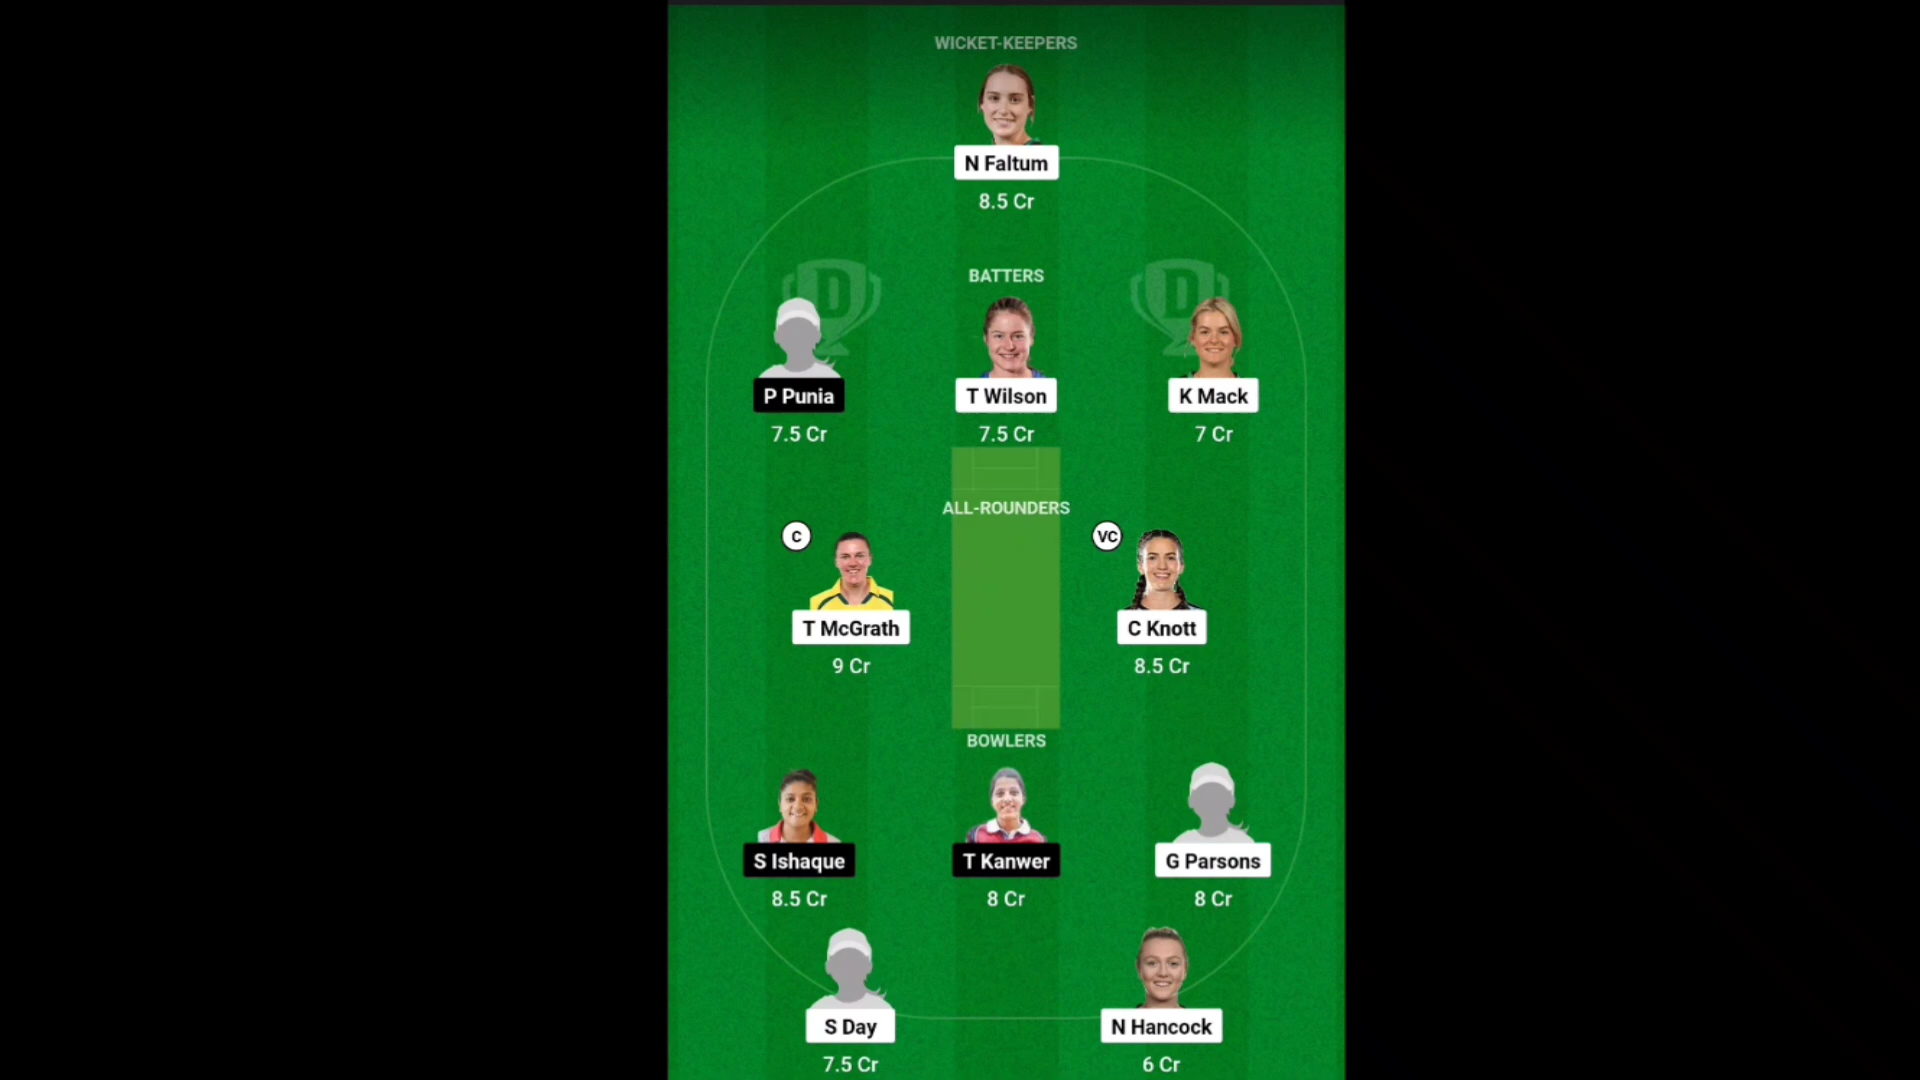 WICKET-KEEPERS
N Faltum
8.5 Cr
BATTERS
D D
P Punia T Wilson K Mack
7.5 Cr 7.5 Cr 7 Cr
ALL-ROUNDERS
C VC
T McGrath C Knott
9 Cr 8.5 Cr
BOWLERS
S Ishaque T Kanwer G Parsons
8.5 Cr 8 Cr 8 Cr
S Day N Hancock
7.5 Cr 6 Cr